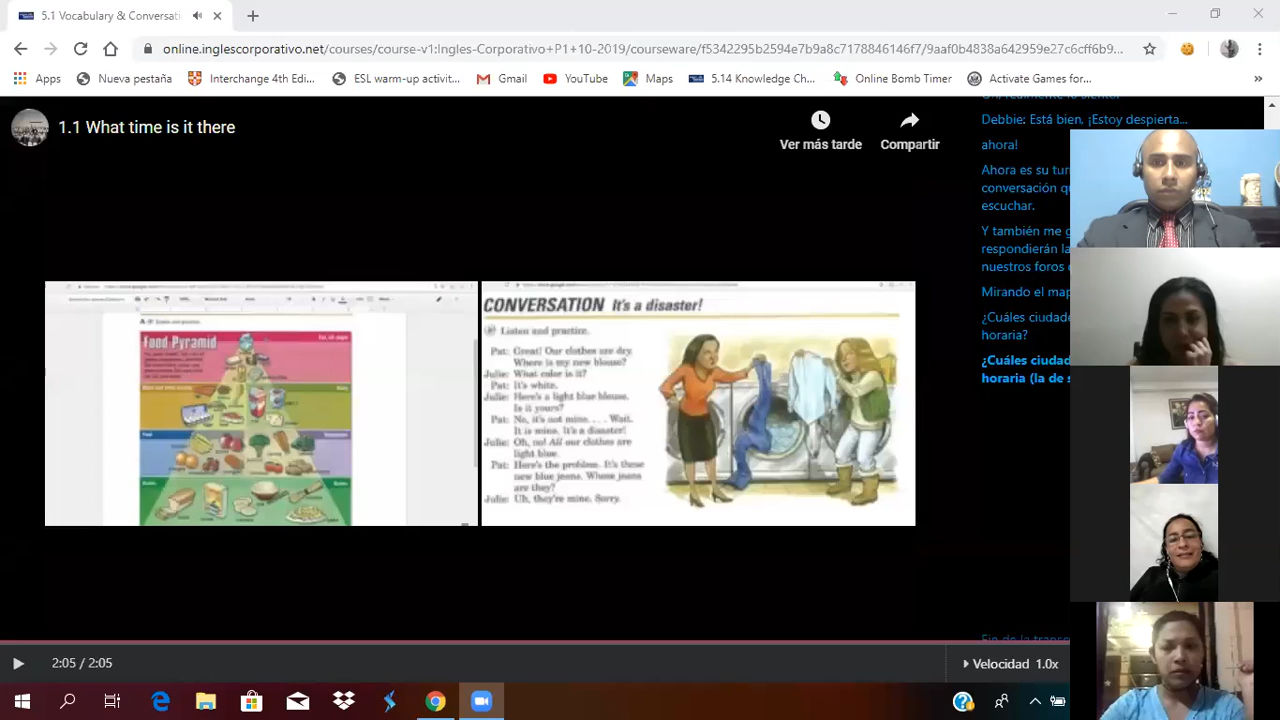 5.1 Vocabulary & Conversati
online.inglescorporativo.net/courses/course-v1:Ingles-Corporativo+P1+10-2019/courseware/f5342295b2594e7b9a8c7178846146f7/9aaf0b4838a642959e27c6cff6b9...
Apps
Nueva pestaña
Interchange 4th Edi...
ESL warm-up activit...
Gmail
YouTube
Maps
5.14 Knowledge Ch...
Online Bomb Timer
Activate Games for...
»
1.1 What time is it there
Ver más tarde
Compartir
Debbie: Está bien. ¡Estoy despierta...
ahora!
Ahora es su tur
conversación qu
escuchar.
Y también me g
respondierán la
nuestros foros
Mirando el map
¿Cuáles ciudade
horaria?
¿Cuáles ciudad
horaria (la de s
Food Pyramid
CONVERSATION It's a disaster!
Listen and practice.
Pat: Great! Our clothes are dry.
Where is my new blouse?
Julie: What color is it?
Pat: It's white.
Julie: Here's a light blue blouse.
Is it yours?
Pat: No, it's not mine. . . . Wait.
It is mine. It's a disaster!
Julie: Oh, no! All our clothes are
light blue.
Pat: Here's the problem. It's these
new blue jeans. Whose jeans
are they?
Julie: Uh, they're mine. Sorry.
2:05 / 2:05
Velocidad 1.0x